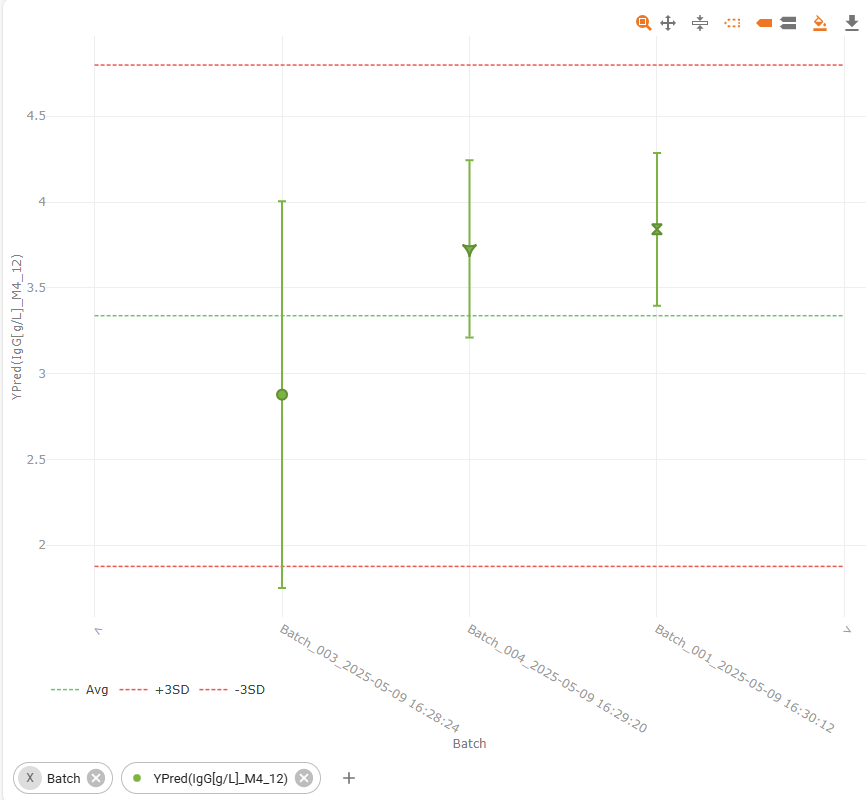 4.5
4
3.5
3
2.5
2
YPred(IgG[g/L]_M4_12)
<
Batch_003_2025-05-09 16:28:24
Batch_004_2025-05-09 16:29:20
Batch_001_2025-05-09 16:30:12
>
Avg +3SD -3SD
Batch
X Batch YPred(IgG[g/L]_M4_12) +